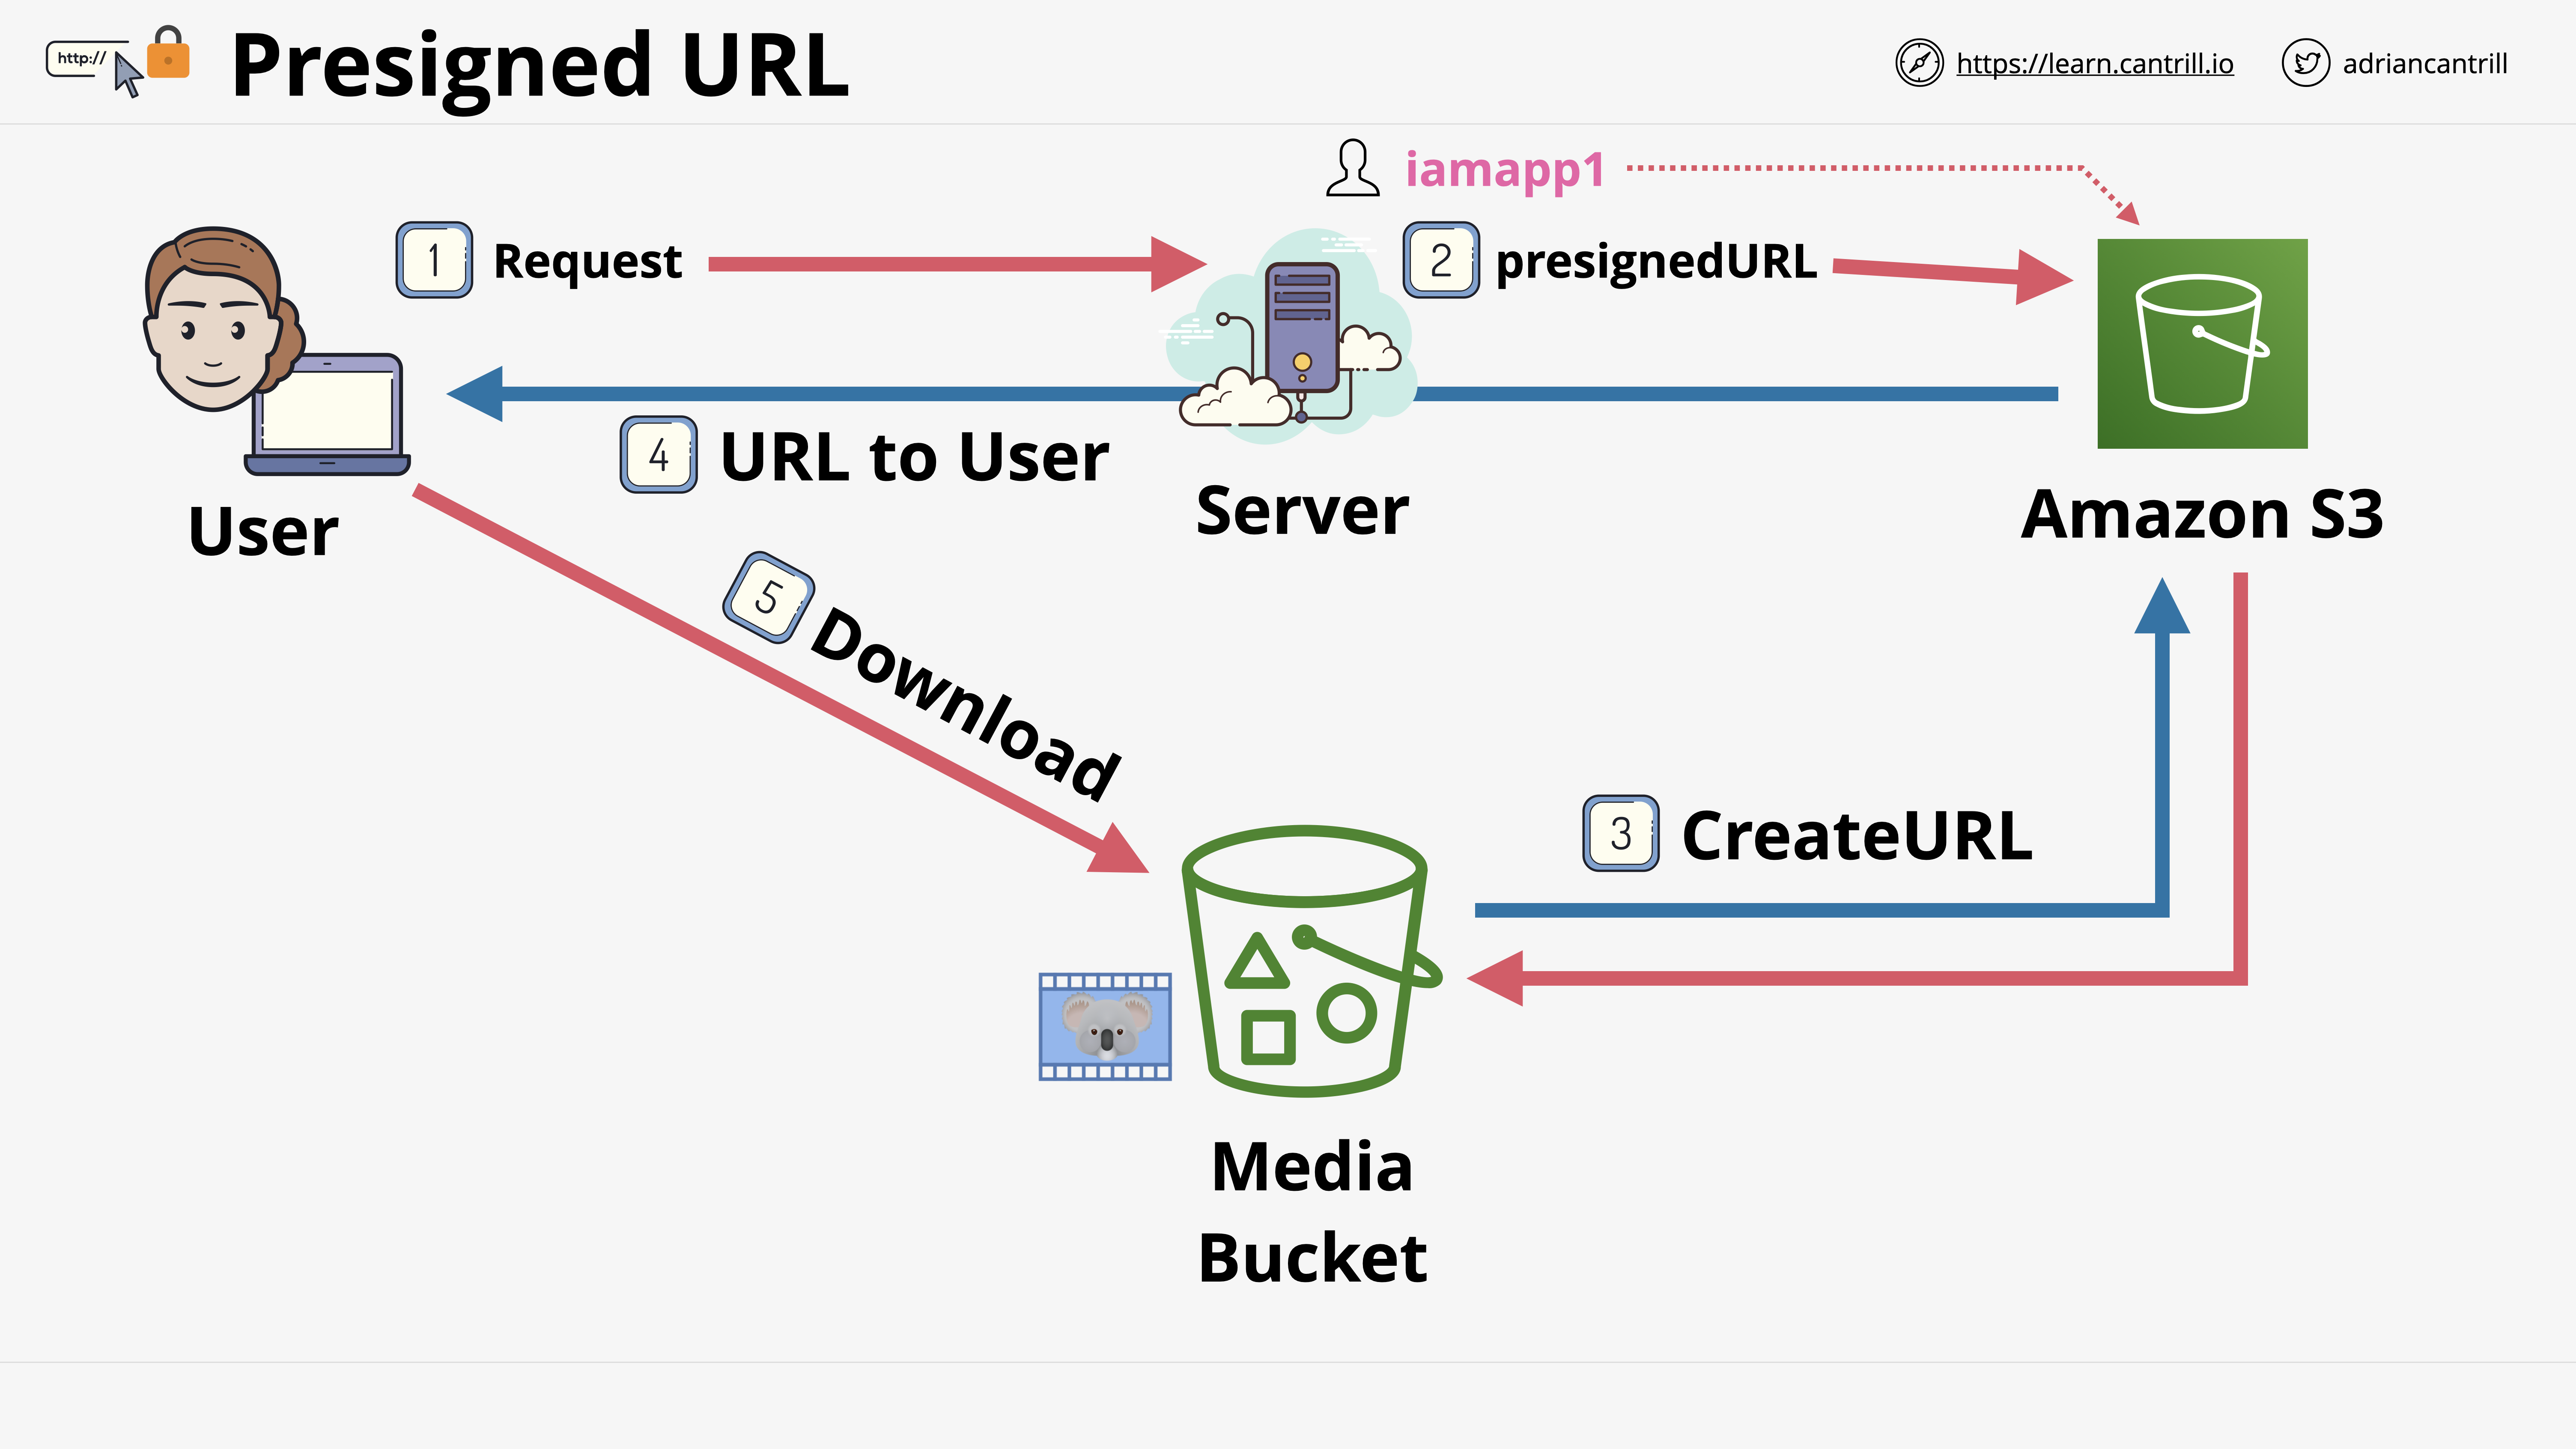 http://
Presigned URL
https://learn.cantrill.io
adriancantrill
iamapp1
1 Request
2 presignedURL
4 URL to User
User
Server
Amazon S3
5 Download
3 CreateURL
Media
Bucket